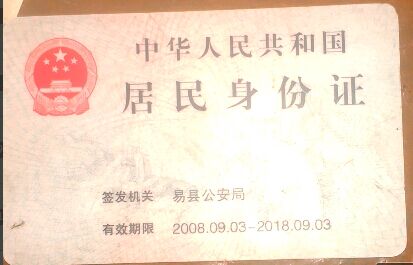 中华人民共和国
居民身份证
签发机关 易县公安局
有效期限 2008.09.03-2018.09.03